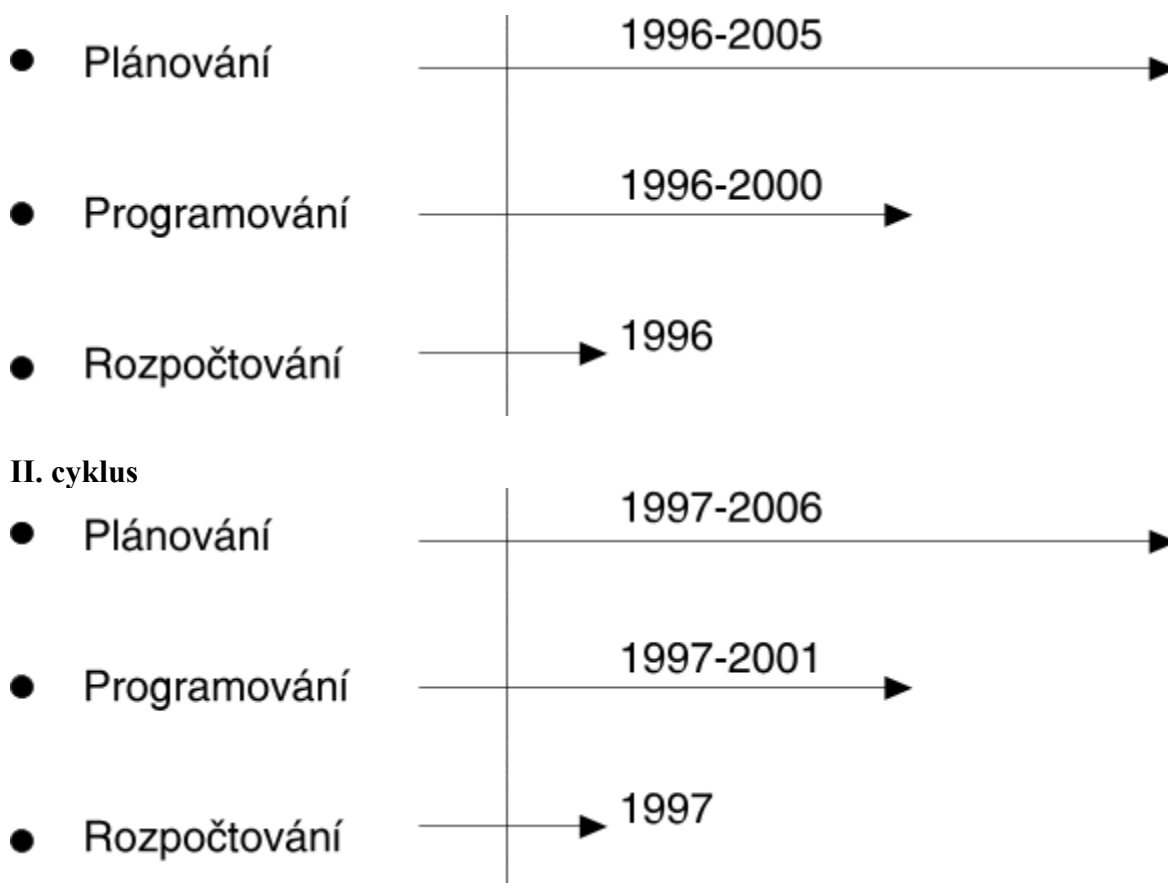 1996-2005
● Plánování
1996-2000
● Programování
1996
● Rozpočtování
II. cyklus
1997-2006
● Plánování
1997-2001
● Programování
1997
● Rozpočtování